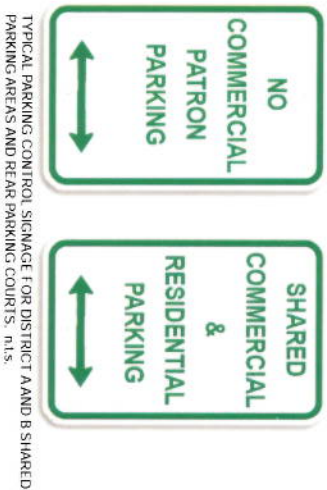 NO
COMMERCIAL
PATRON
PARKING
SHARED
COMMERCIAL
&
RESIDENTIAL
PARKING
TYPICAL PARKING CONTROL SIGNAGE FOR DISTRICT A AND B SHARED
PARKING AREAS AND REAR PARKING COURTS. n.t.s.